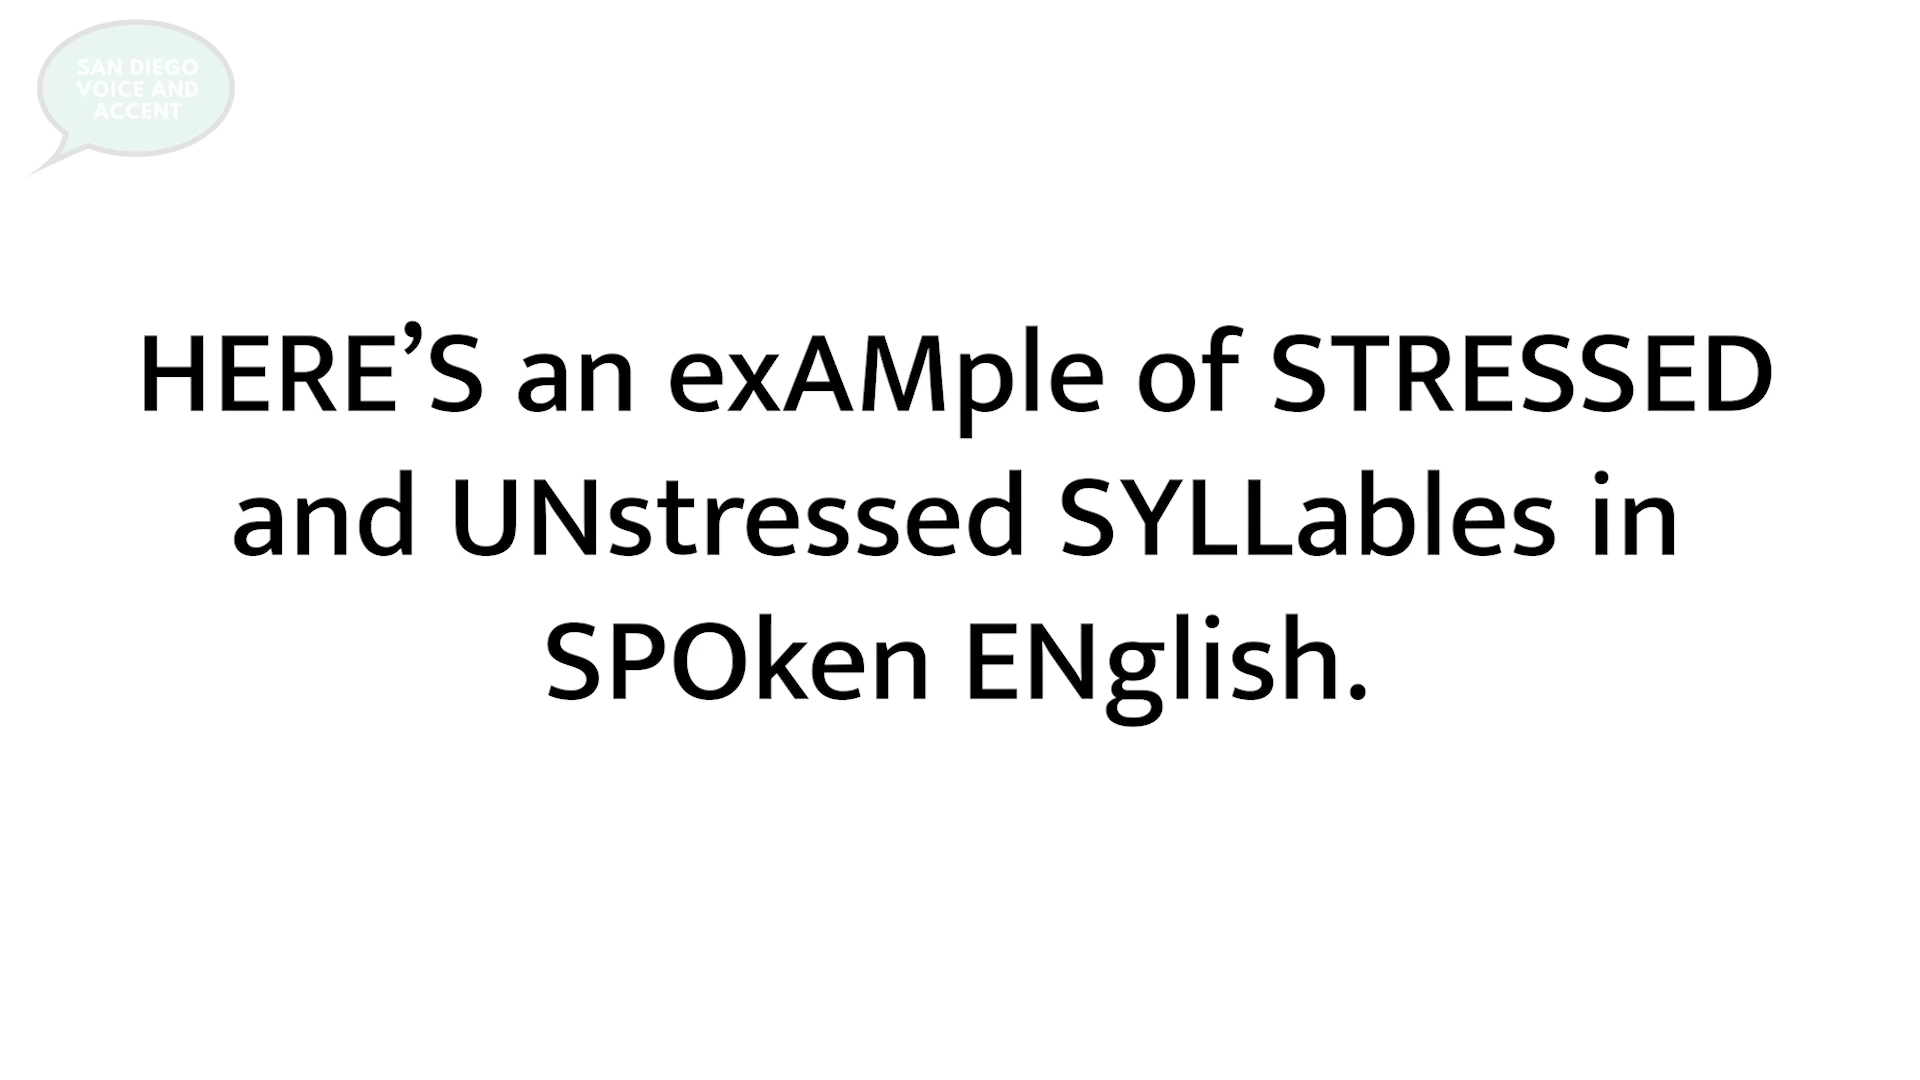 SAN DIEGO
VOICE AND
ACCENT
HERE’S an exAMple of STRESSED
and UNstressed SYLLables in
SPOken ENglish.